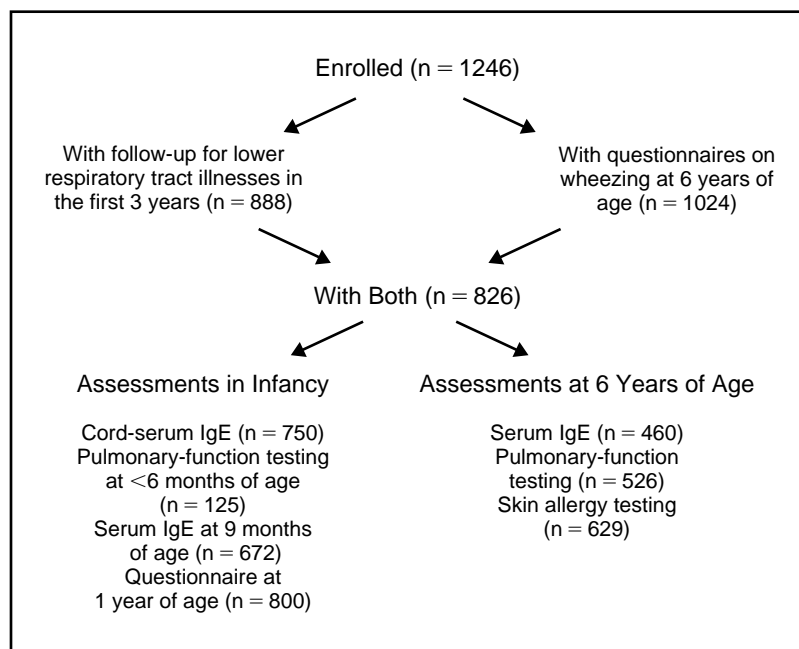 Enrolled (n = 1246)
With follow-up for lower
respiratory tract illnesses in
the first 3 years (n = 888)
With questionnaires on
wheezing at 6 years of
age (n = 1024)
With Both (n = 826)
Assessments in Infancy
Cord-serum IgE (n = 750)
Pulmonary-function testing
at <6 months of age
(n = 125)
Serum IgE at 9 months
of age (n = 672)
Questionnaire at
1 year of age (n = 800)
Assessments at 6 Years of Age
Serum IgE (n = 460)
Pulmonary-function
testing (n = 526)
Skin allergy testing
(n = 629)